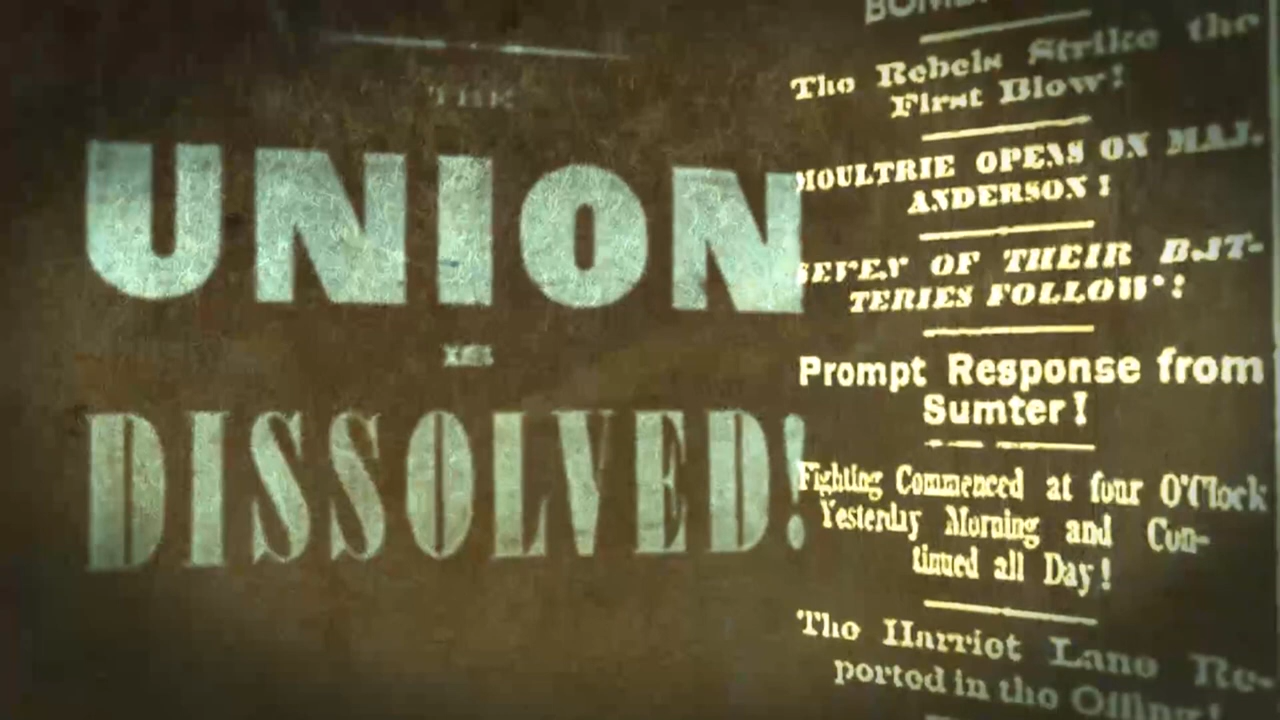 THE
UNION
IS
DISSOLVED!
The Rebels Strike the
First Blow!
MOULTRIE OPENS ON MAJ.
ANDERSON!
SEVEN OF THEIR BAT-
TERIES FOLLOW!
Prompt Response from
Sumter!
Fighting Commenced at four O'Clock
Yesterday Morning and Con-
tinued all Day!
The Harriet Lane Re-
ported in the Offing!